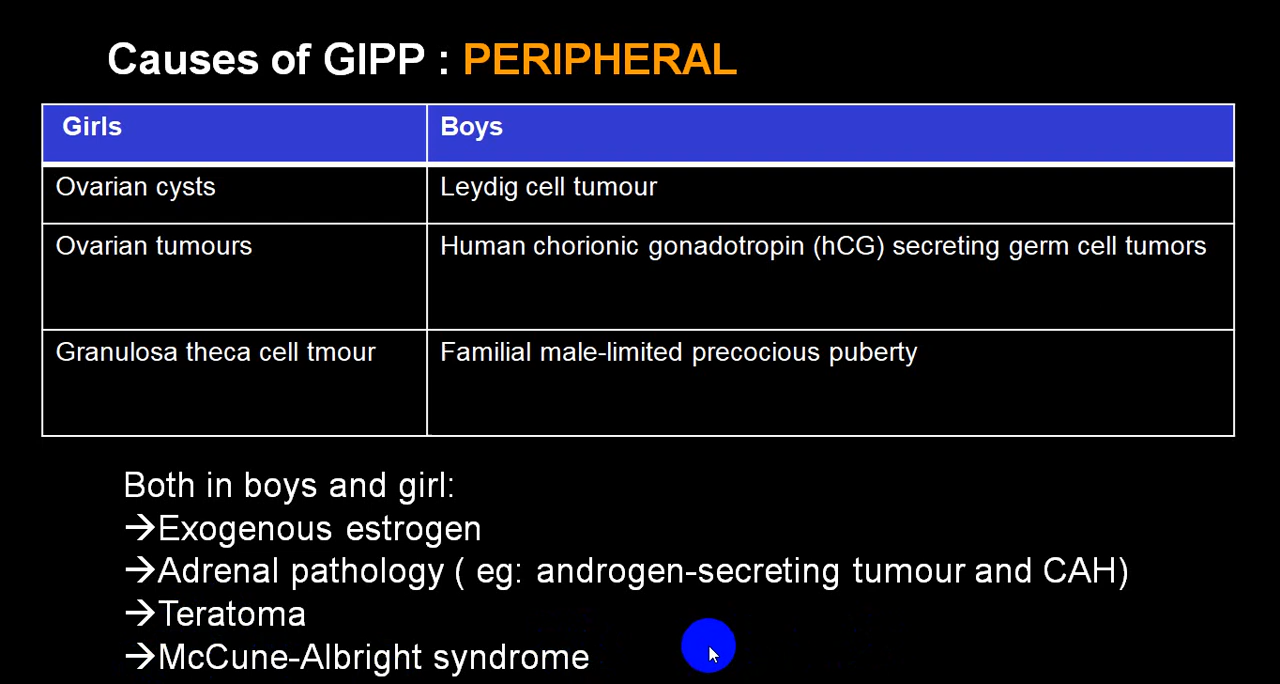 Causes of GIPP : PERIPHERAL
Girls
Boys
Ovarian cysts
Leydig cell tumour
Ovarian tumours
Human chorionic gonadotropin (hCG) secreting germ cell tumors
Granulosa theca cell tmour
Familial male-limited precocious puberty
Both in boys and girl:
→Exogenous estrogen
→Adrenal pathology ( eg: androgen-secreting tumour and CAH)
→Teratoma
→McCune-Albright syndrome